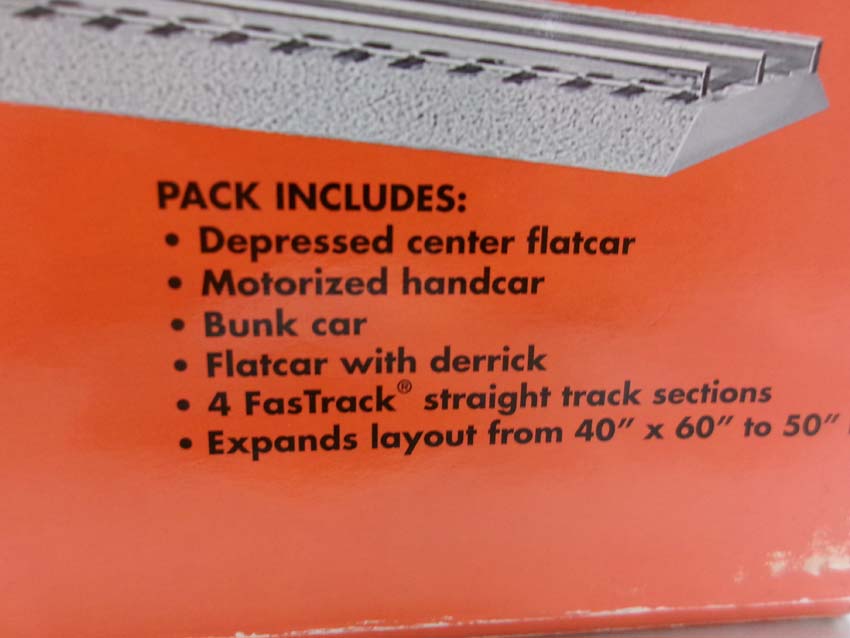 PACK INCLUDES:
• Depressed center flatcar
• Motorized handcar
• Bunk car
• Flatcar with derrick
• 4 FasTrack® straight track sections
• Expands layout from 40” x 60” to 50”